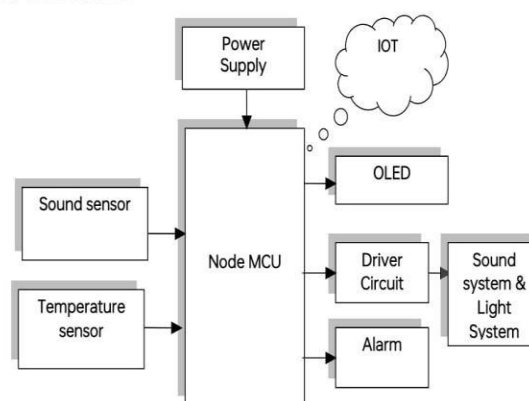 Power
Supply
IOT
OLED
Sound sensor
Node MCU
Driver
Circuit
Sound
system &
Light
System
Temperature
sensor
Alarm